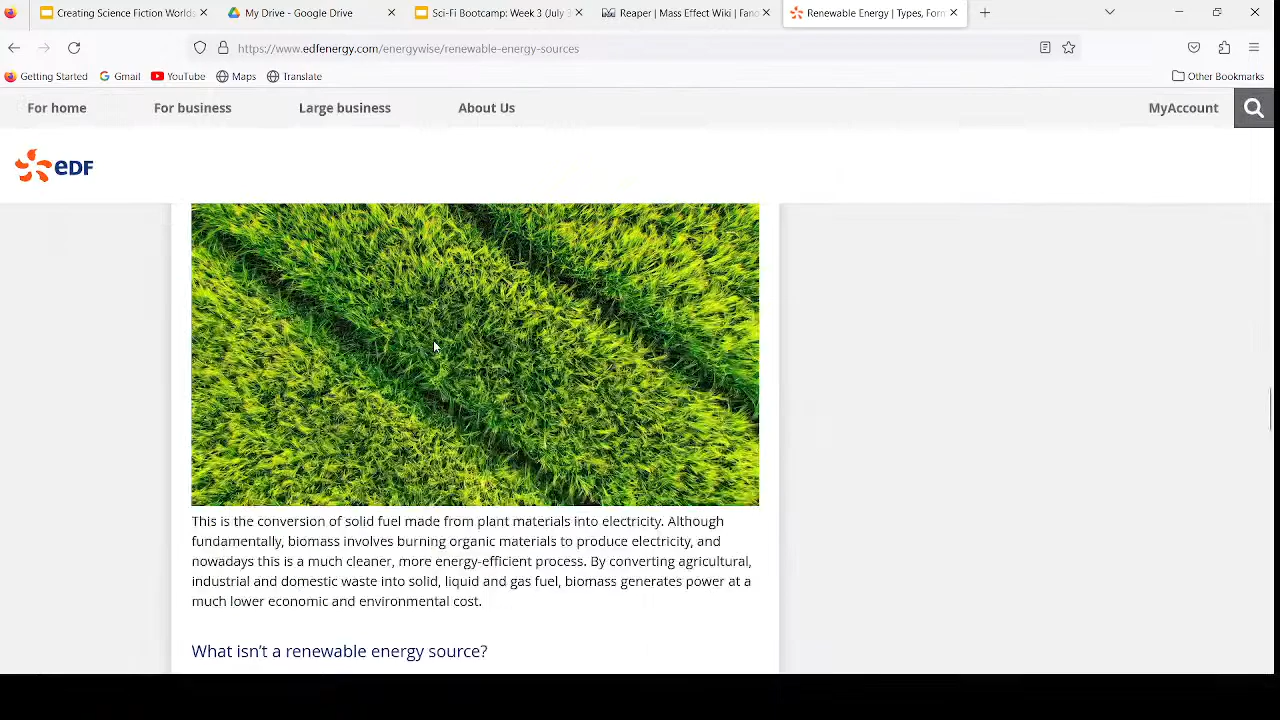 Creating Science Fiction Worlds
My Drive - Google Drive
Sci-Fi Bootcamp: Week 3 (July 3
Reaper | Mass Effect Wiki | Fand
Renewable Energy | Types, Form
https://www.edfenergy.com/energywise/renewable-energy-sources
Getting Started
Gmail
YouTube
Maps
Translate
Other Bookmarks
For home
For business
Large business
About Us
MyAccount
eDF
This is the conversion of solid fuel made from plant materials into electricity. Although
fundamentally, biomass involves burning organic materials to produce electricity, and
nowadays this is a much cleaner, more energy-efficient process. By converting agricultural,
industrial and domestic waste into solid, liquid and gas fuel, biomass generates power at a
much lower economic and environmental cost.
What isn't a renewable energy source?